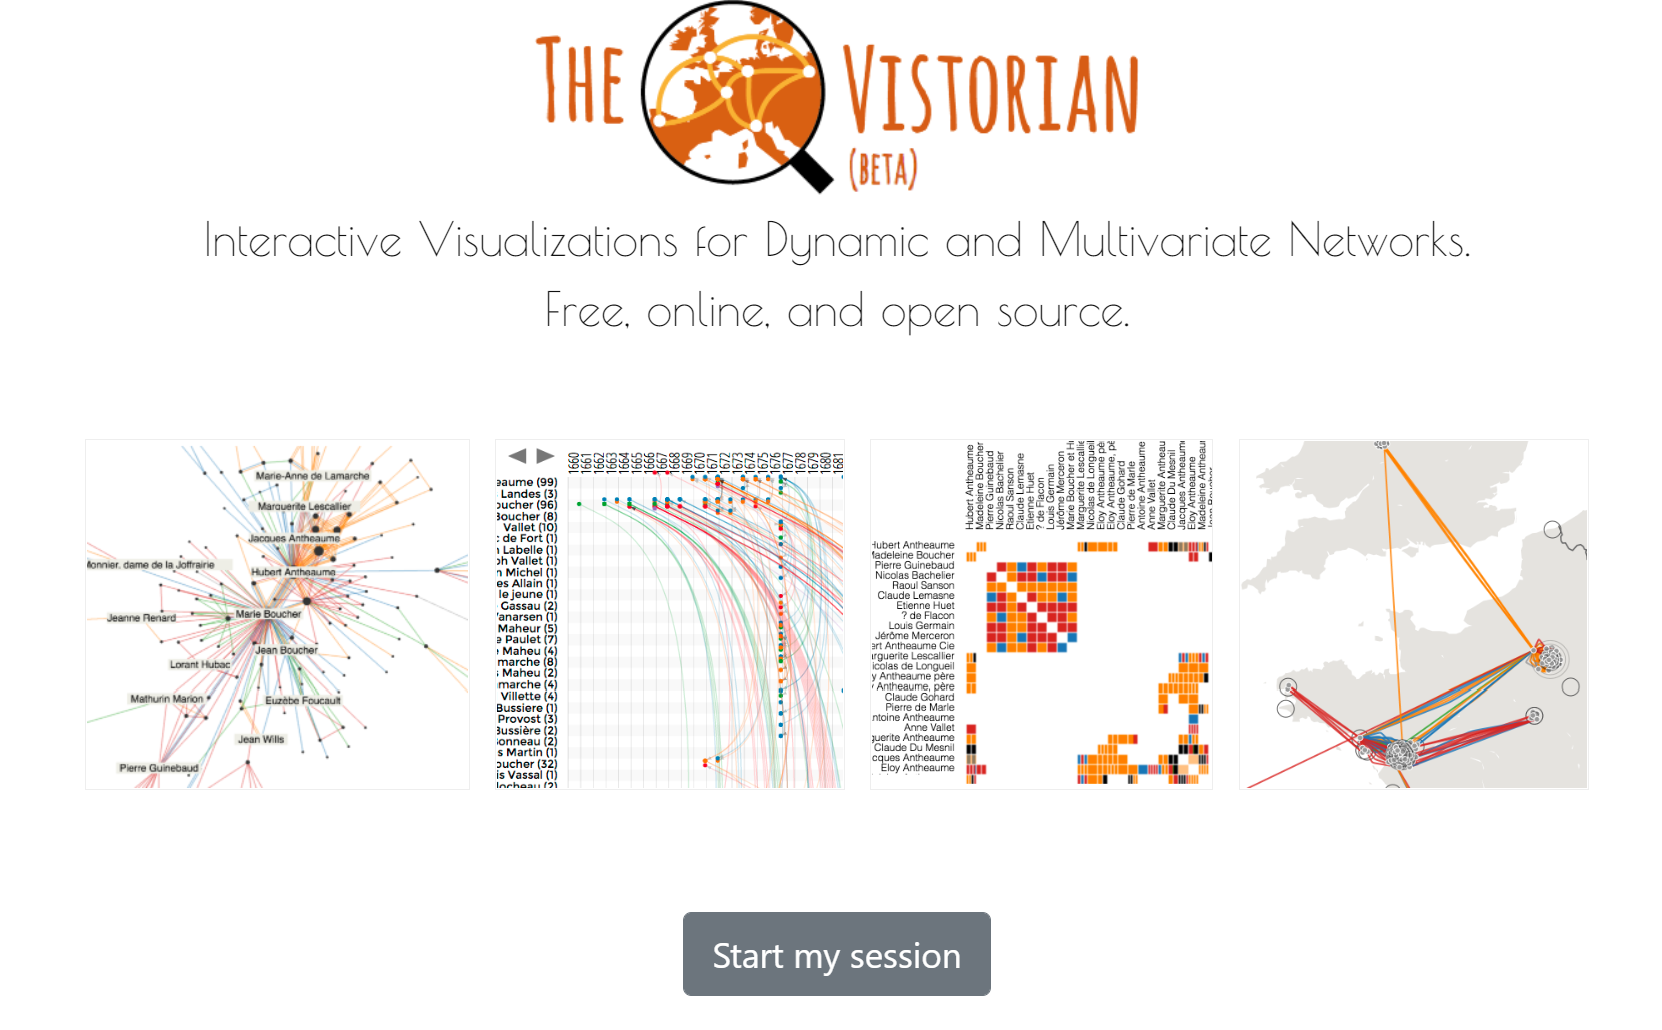 THE VISTORIAN
(BETA)
Interactive Visualizations for Dynamic and Multivariate Networks.
Free, online, and open source.
Marie-Anne de Lamarche
Marguerite Lescallier
Jacques Antheaume
Monnier, dame de la Joffrairie
Hubert Antheaume
Marie Boucher
Jeanne Renard
Jean Boucher
Lorant Hubac
Mathurin Marion
Euzèbe Foucault
Jean Wills
Pierre Guinebaud
1660 1661 1662 1663 1664 1665 1666 1667 1668 1669 1670 1671 1672 1673 1674 1675 1676 1677 1678 1679 1680 1681
eaume (99)
Landes (3)
oucher (96)
Boucher (8)
Vallet (10)
c de Fort (1)
n Labelle (1)
ph Vallet (1)
n Michel (1)
es Allain (1)
le jeune (1)
Gassau (2)
Vanarsen (1)
Maheur (5)
e Paulet (7)
e Maheu (4)
marche (8)
s Maheu (2)
amarche (4)
Villette (4)
Bussiere (1)
Provost (3)
Bussière (2)
onneau (2)
s Martin (1)
oucher (32)
is Vassal (1)
locheau (2)
Hubert Antheaume
Madeleine Boucher
Pierre Guinebaud
Nicolas Bachelier
Raoul Sanson
Claude Lemasne
Etienne Huet
? de Flacon
Louis Germain
Jérôme Merceron
Marie Boucher et H
Marguerite Lescallie
Nicolas de Longueil
Eloy Antheaume pè
Eloy Antheaume, pè
Claude Gohard
Pierre de Marle
Antoine Antheaume
Anne Vallet
Marguerite Antheau
Claude Du Mesnil
Jacques Antheaume
Eloy Antheaume
Madeleine Antheau
Hubert Antheaume
Madeleine Boucher
Pierre Guinebaud
Nicolas Bachelier
Raoul Sanson
Claude Lemasne
Etienne Huet
? de Flacon
Louis Germain
Jérôme Merceron
ert Antheaume Cie
arguerite Lescallier
icolas de Longueil
y Antheaume père
Antheaume, père
Claude Gohard
Pierre de Marle
ntoine Antheaume
Anne Vallet
guerite Antheaume
Claude Du Mesnil
cques Antheaume
Eloy Antheaume
Start my session